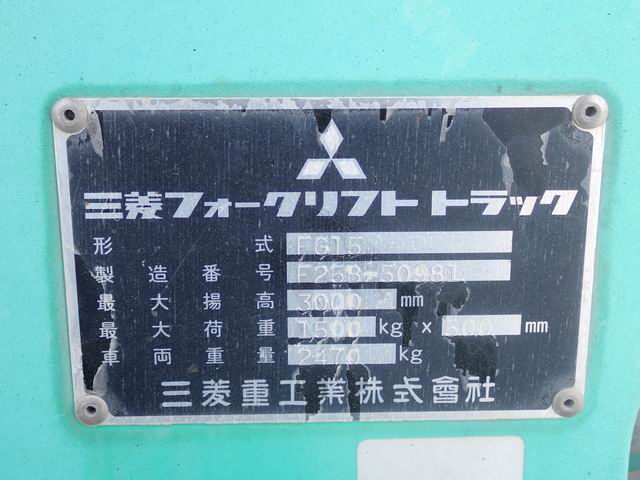 三菱フォークリフトトラック
形式 FG15
製造番号 F25B-50981
最大揚高 3000 mm
最大荷重 1500 kg x 600 mm
車両重量 2470 kg
三菱重工業株式會社